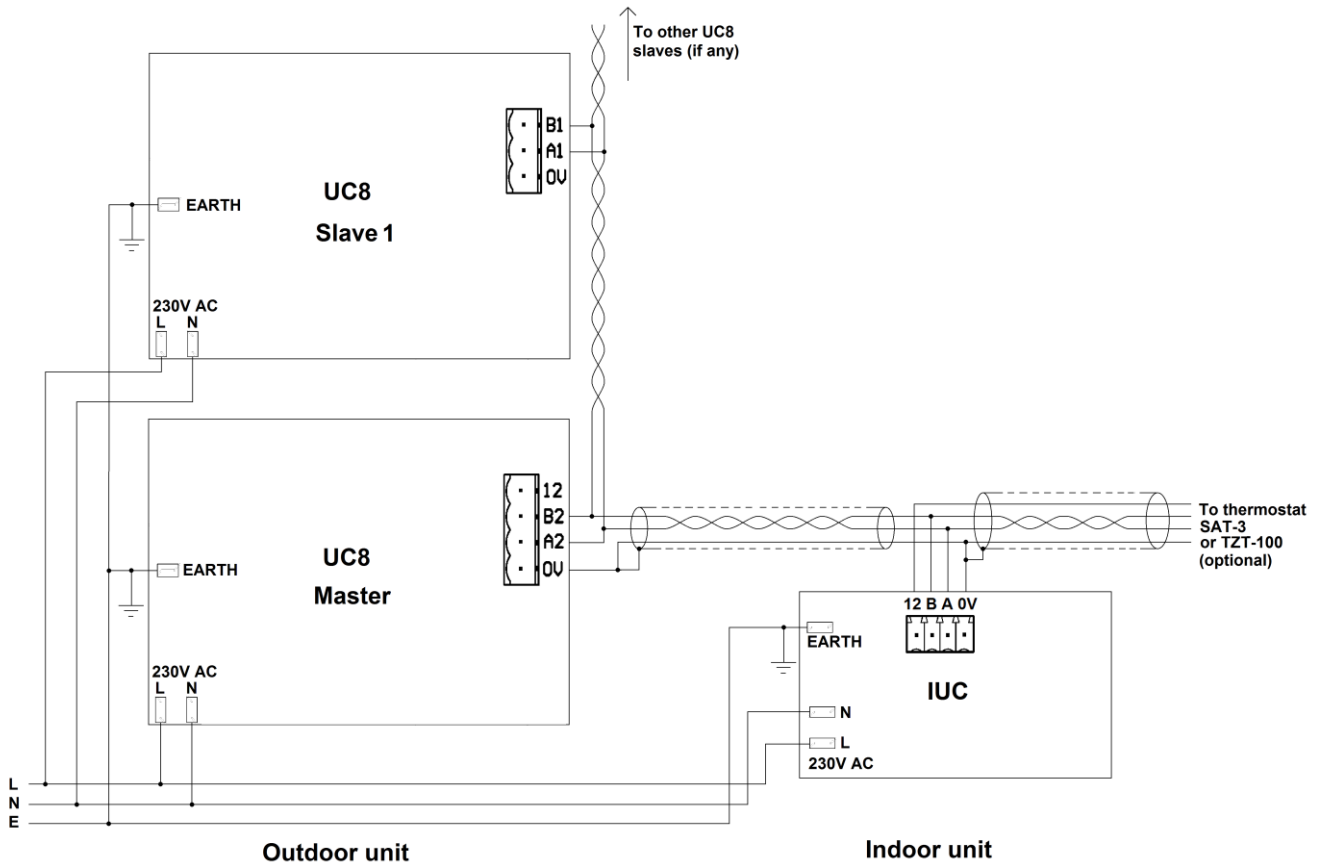 To other UC8
slaves (if any)
B1
A1
0V
UC8
Slave 1
EARTH
230V AC
L N
12
B2
A2
0V
UC8
Master
EARTH
230V AC
L N
To thermostat
SAT-3
or TZT-100
(optional)
12 B A 0V
EARTH
IUC
N
L
230V AC
L
N
E
Outdoor unit
Indoor unit